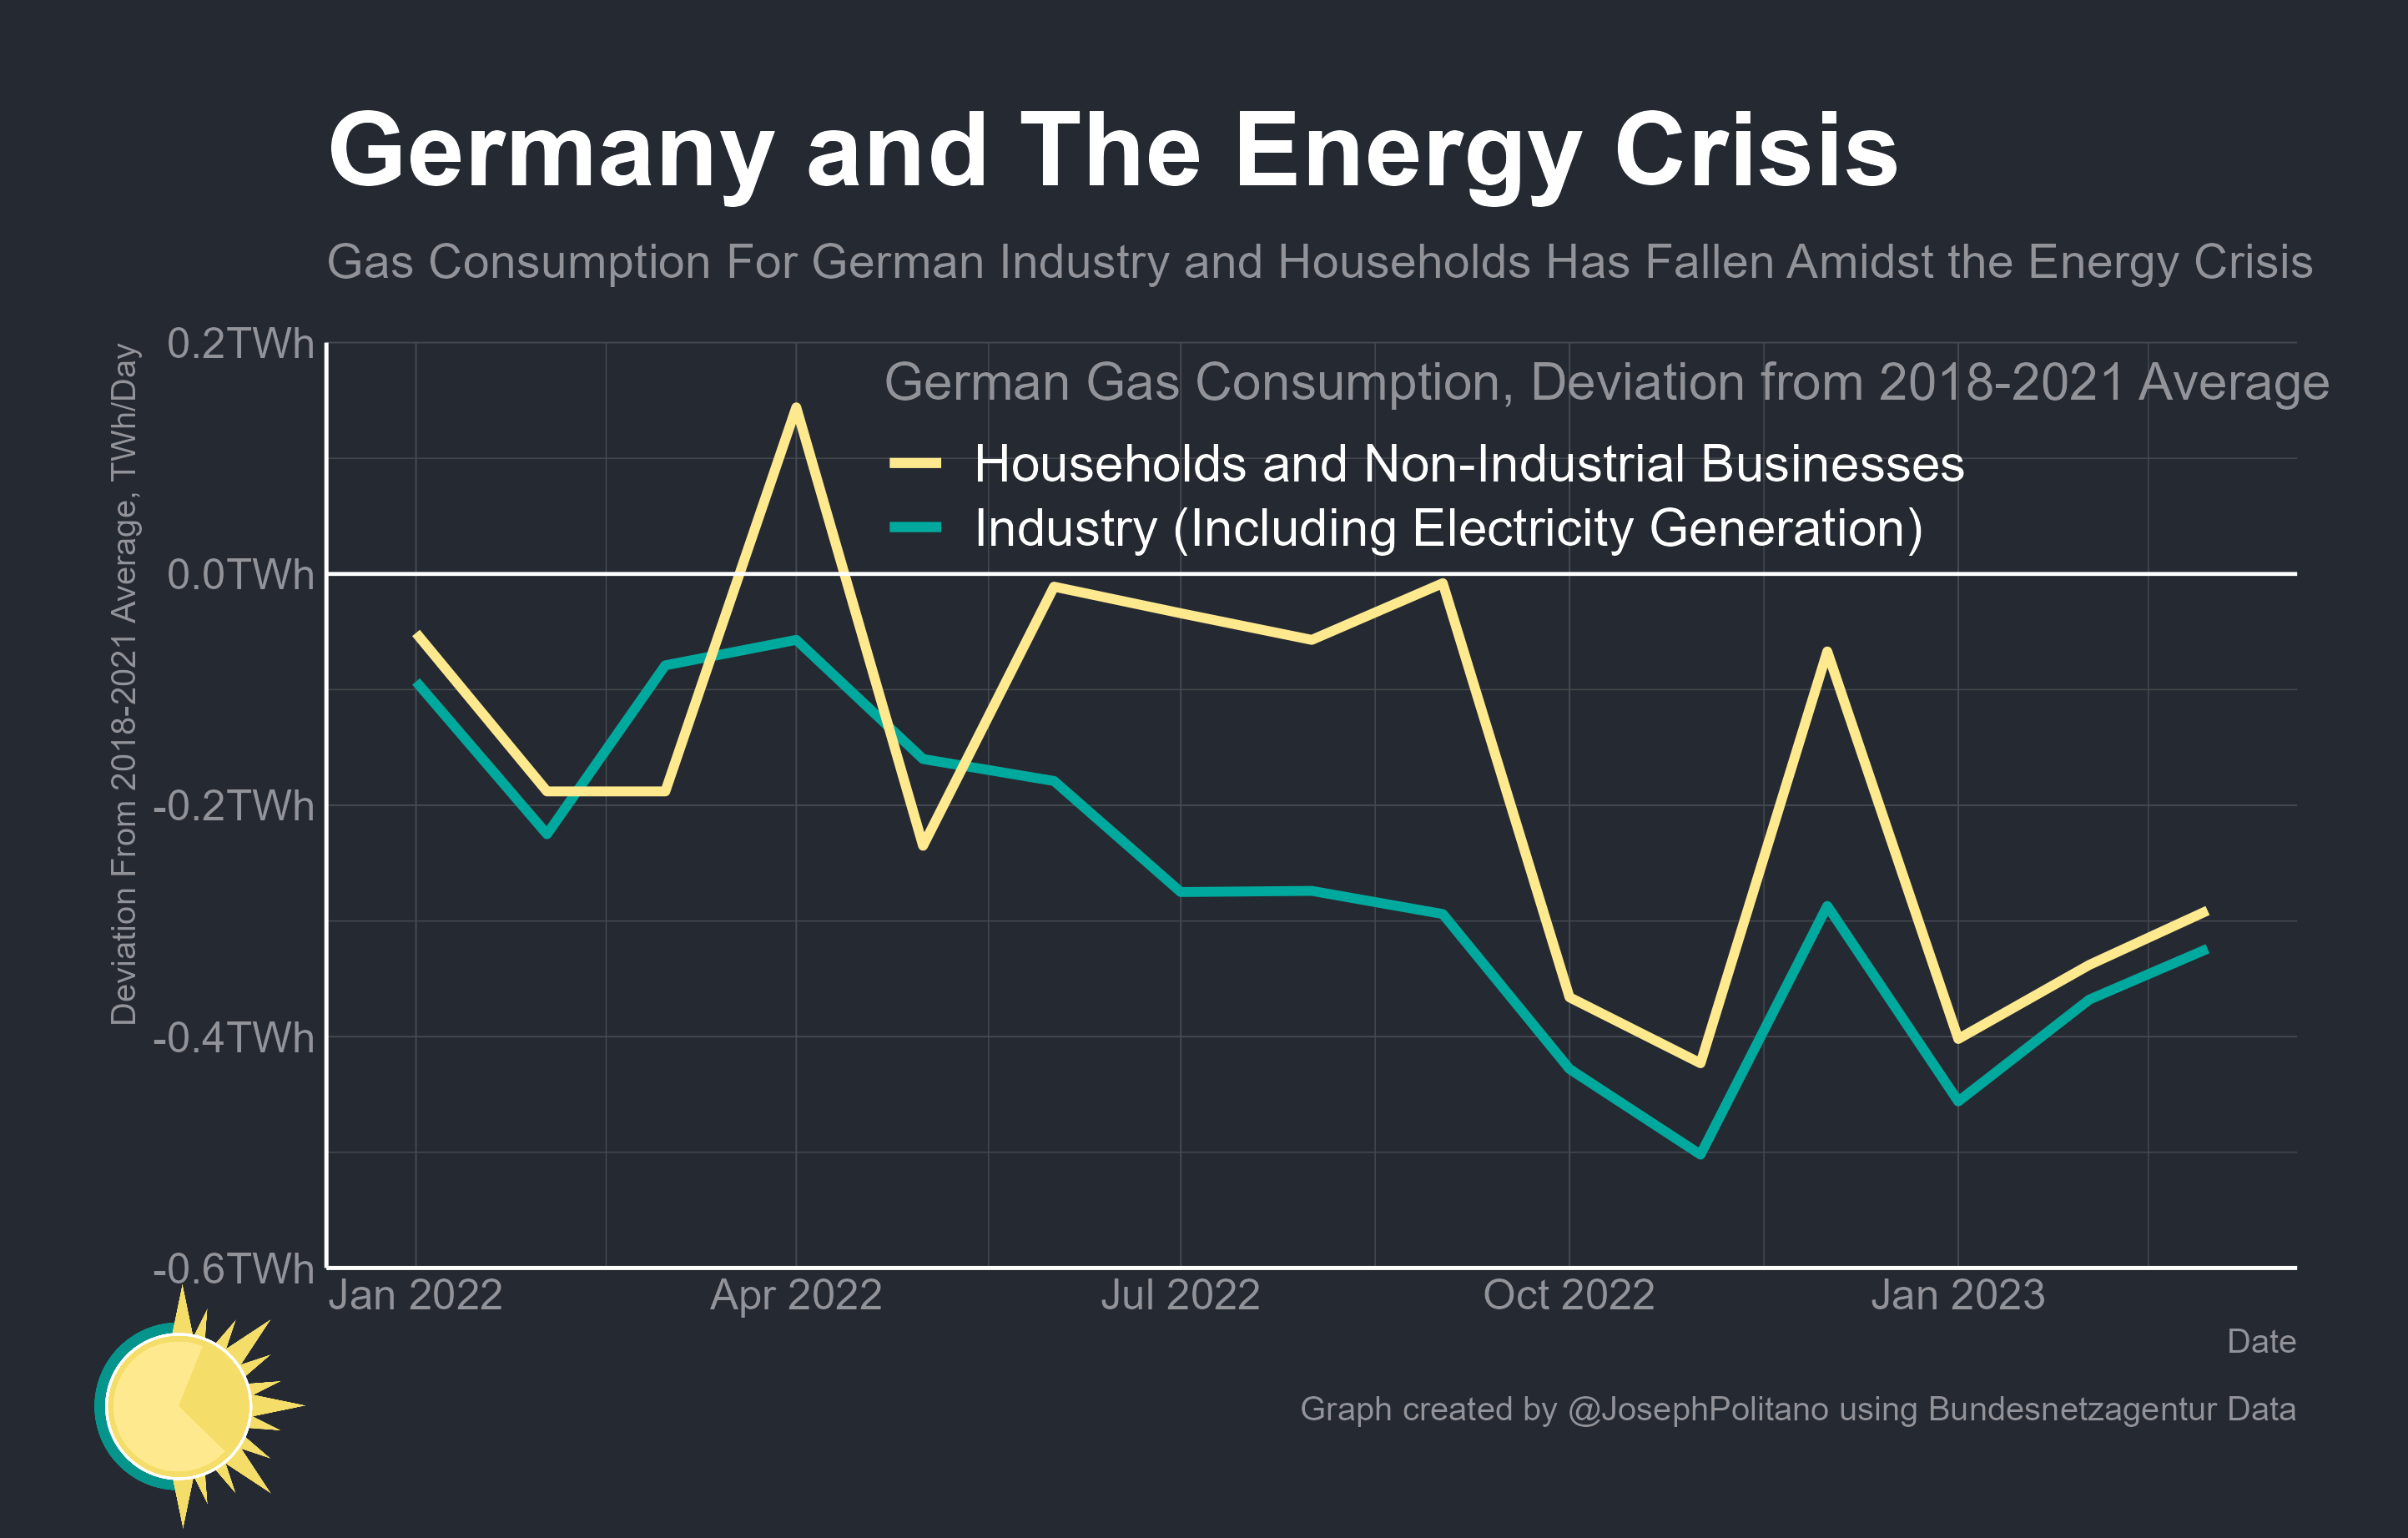 Germany and The Energy Crisis
Gas Consumption For German Industry and Households Has Fallen Amidst the Energy Crisis
Deviation From 2018-2021 Average, TWh/Day
0.2TWh
0.0TWh
-0.2TWh
-0.4TWh
-0.6TWh
German Gas Consumption, Deviation from 2018-2021 Average
Households and Non-Industrial Businesses
Industry (Including Electricity Generation)
Jan 2022
Apr 2022
Jul 2022
Oct 2022
Jan 2023
Date
Graph created by @JosephPolitano using Bundesnetzagentur Data